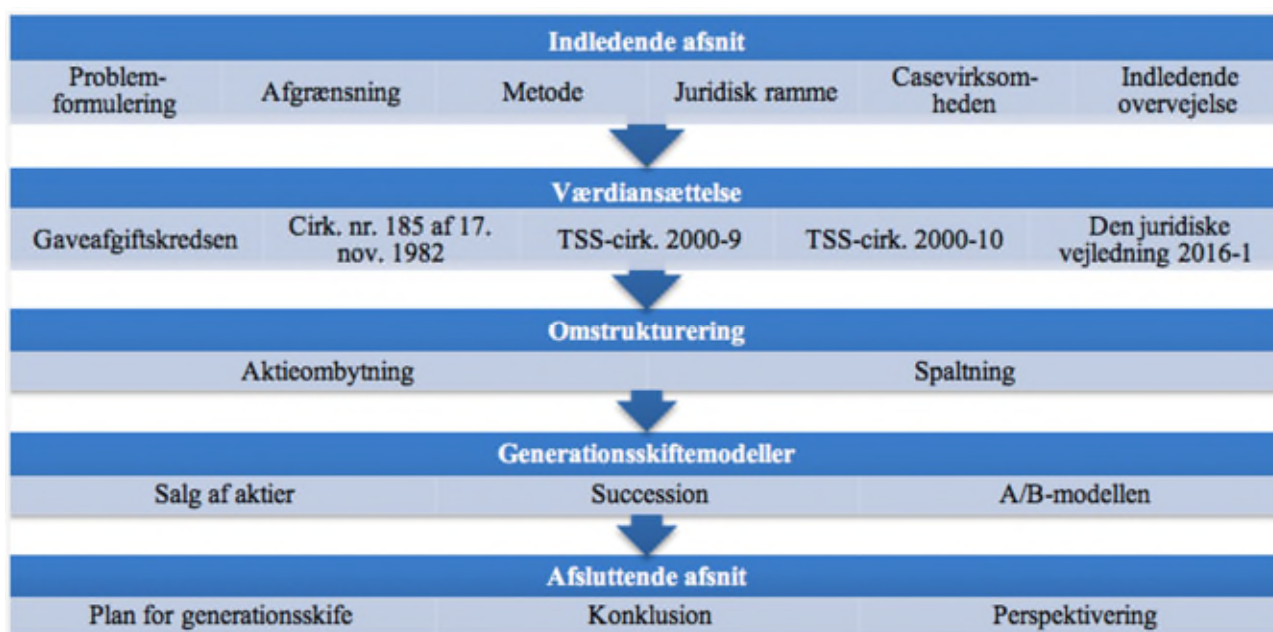 Indledende afsnit
Problem-
formulering
Afgrænsning
Metode
Juridisk ramme
Casevirksom-
heden
Indledende
overvejelse
Værdiansættelse
Gaveafgiftskredsen
Cirk. nr. 185 af 17.
nov. 1982
TSS-cirk. 2000-9
TSS-cirk. 2000-10
Den juridiske
vejledning 2016-1
Omstrukturering
Aktieombytning
Spaltning
Generationsskiftemodeller
Salg af aktier
Succession
A/B-modellen
Afsluttende afsnit
Plan for generationsskife
Konklusion
Perspektivering